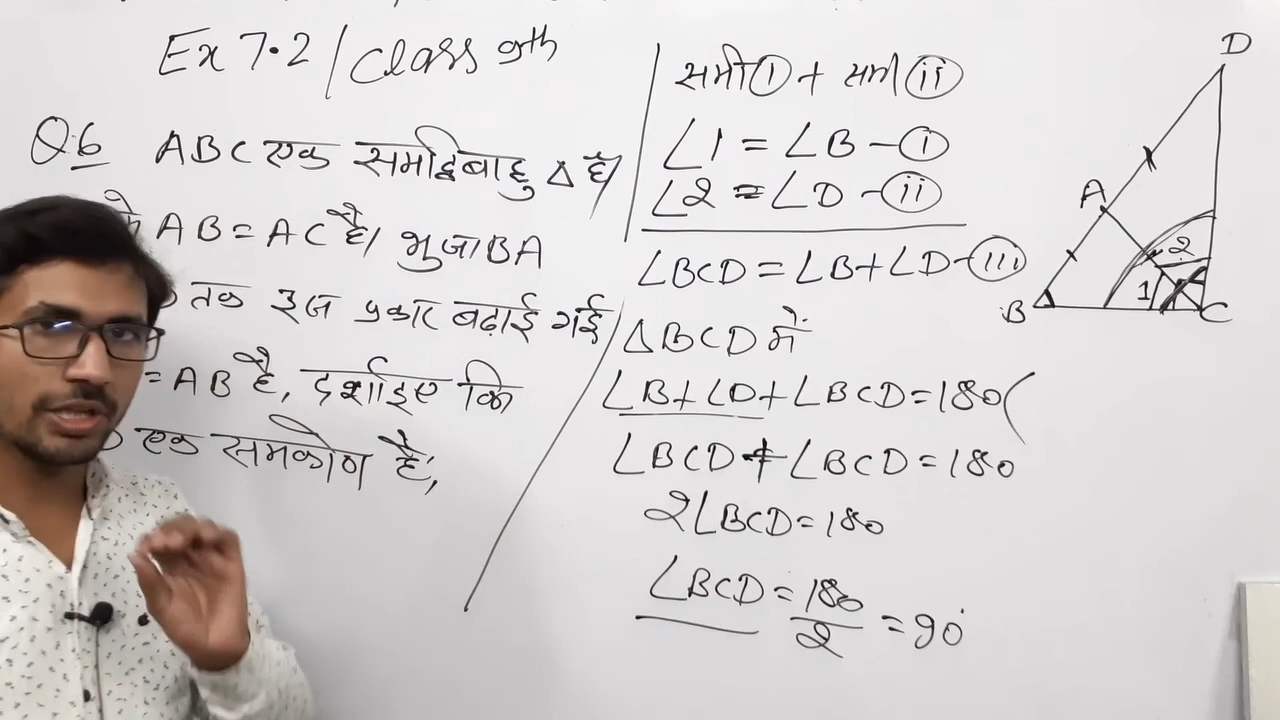 Ex 7.2 / Class 9th
Q.6 ABC एक समद्विबाहु Δ है।
के AB = AC है। भुजा BA
तक इस प्रकार बढ़ाई गई
= AB है, दर्शाइए कि
एक समकोण है,
समी (i) + समी (ii)
∠1 = ∠B - (i)
∠2 = ∠D - (ii)
∠BCD = ∠B + ∠D - (iii)
ΔBCD में
∠B + ∠D + ∠BCD = 180
∠BCD + ∠BCD = 180
2∠BCD = 180
∠BCD = 180/2 = 90°
D
A
2
B
1
C